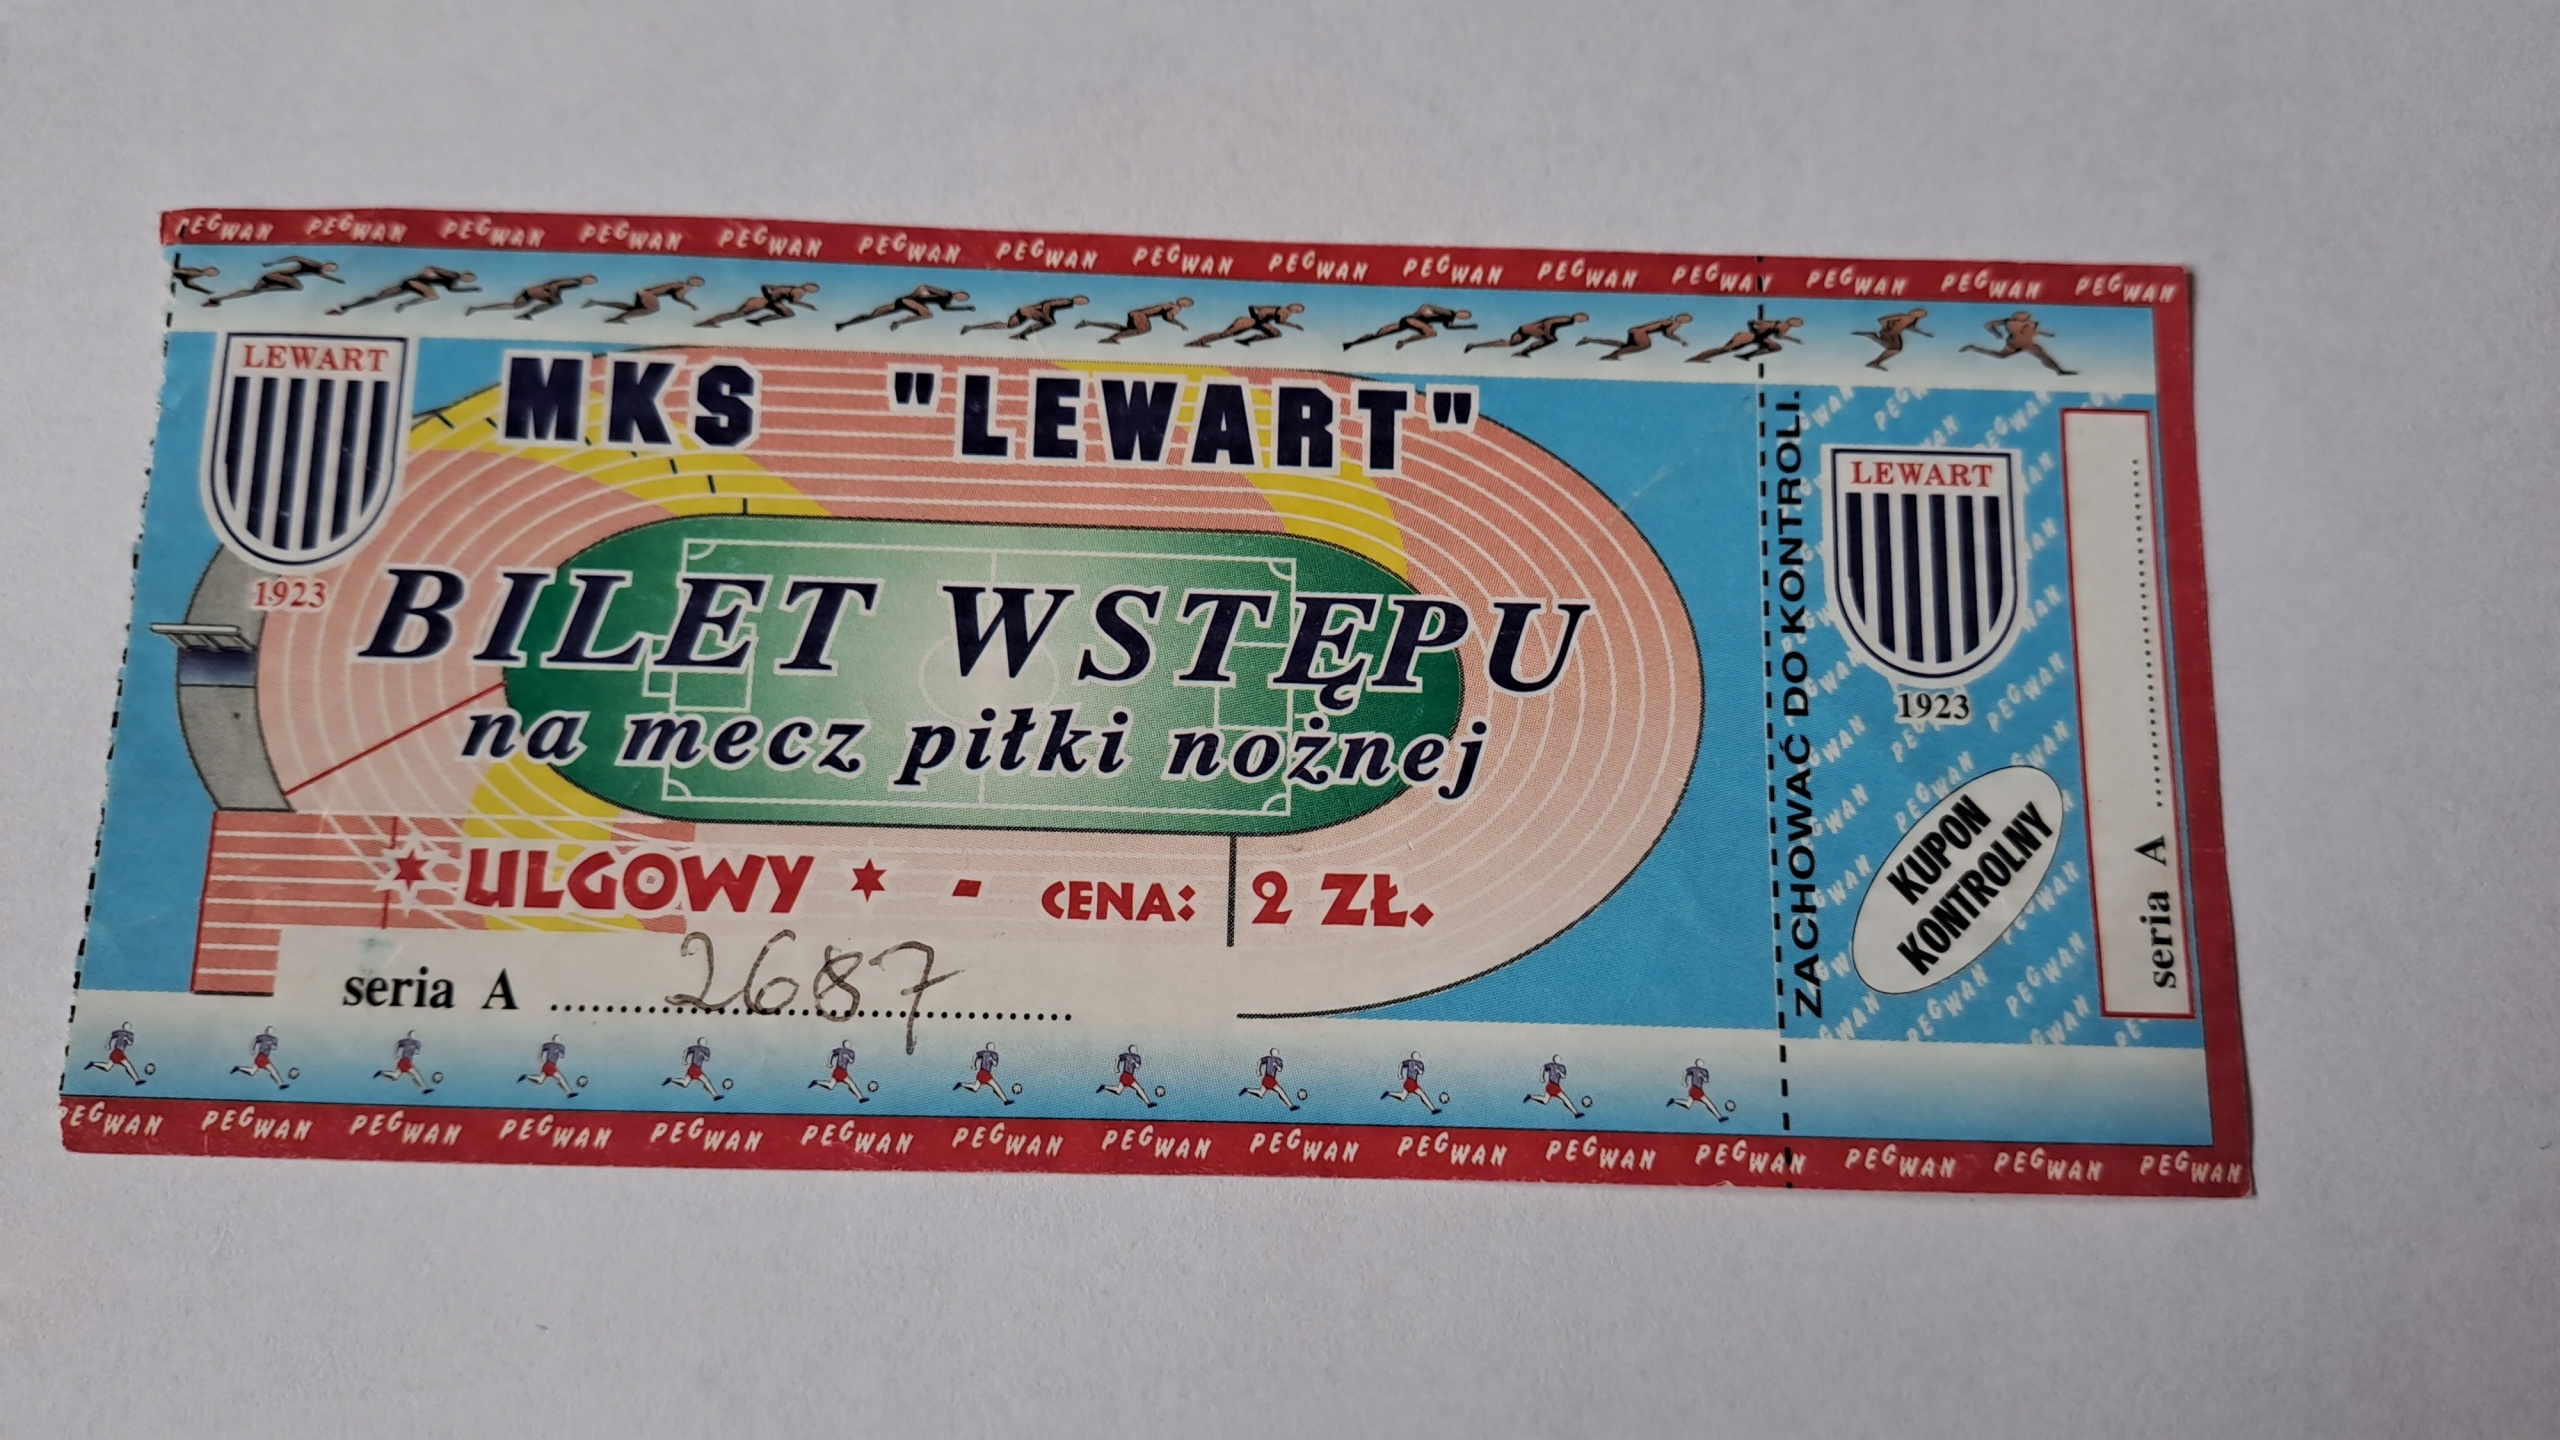 PEGWAN PEGWAN PEGWAN PEGWAN PEGWAN PEGWAN PEGWAN PEGWAN PEGWAN PEGWAN PEGWAN PEGWAN PEGWAN PEGWAN PEGWAN
LEWART
1923
MKS "LEWART"
BILET WSTĘPU
na mecz piłki nożnej
* ULGOWY * - CENA: 2 ZŁ.
seria A 2687
ZACHOWAĆ DO KONTROLI.
LEWART
1923
KUPON
KONTROLNY
seria A
PEGWAN PEGWAN PEGWAN PEGWAN PEGWAN PEGWAN PEGWAN PEGWAN PEGWAN PEGWAN PEGWAN PEGWAN PEGWAN PEGWAN PEGWAN